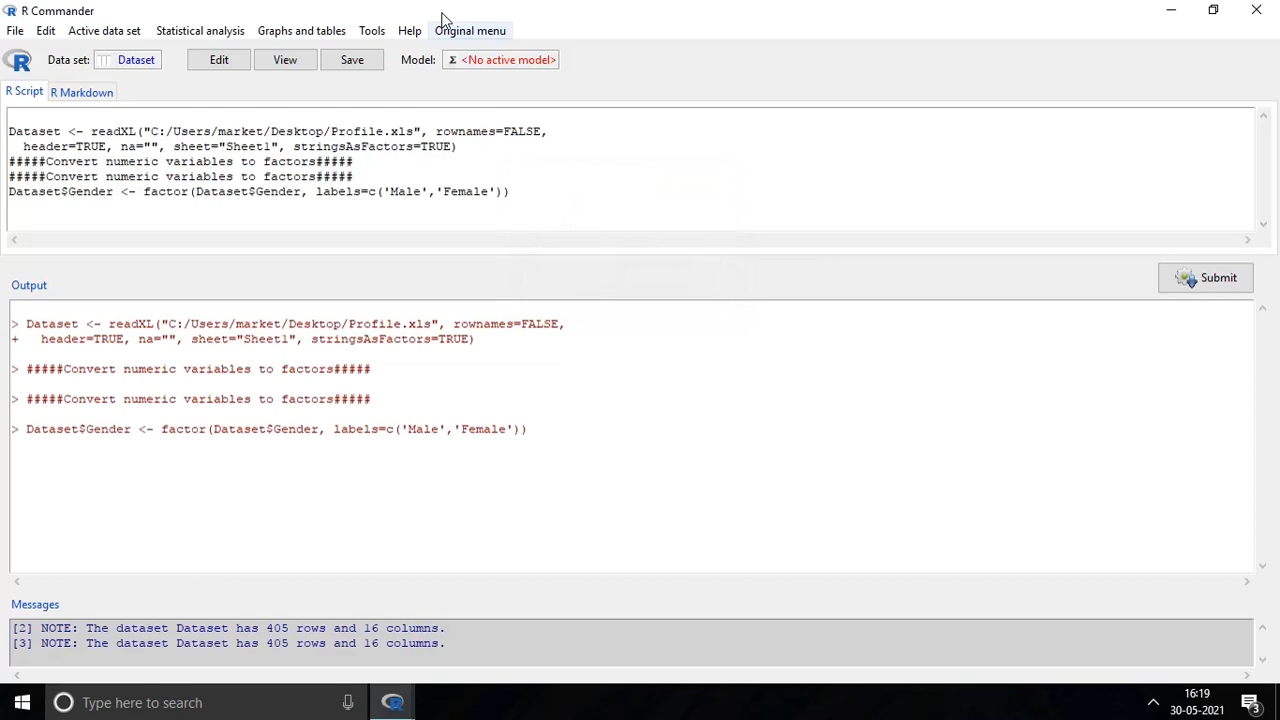 R Commander
File Edit Active data set Statistical analysis Graphs and tables Tools Help Original menu
Data set: Dataset Edit View Save Model: Σ <No active model>
R Script R Markdown
Dataset <- readXL("C:/Users/market/Desktop/Profile.xls", rownames=FALSE,
header=TRUE, na="", sheet="Sheet1", stringsAsFactors=TRUE)
#####Convert numeric variables to factors#####
#####Convert numeric variables to factors#####
Dataset$Gender <- factor(Dataset$Gender, labels=c('Male','Female'))
Submit
Output
> Dataset <- readXL("C:/Users/market/Desktop/Profile.xls", rownames=FALSE,
+ header=TRUE, na="", sheet="Sheet1", stringsAsFactors=TRUE)
> #####Convert numeric variables to factors#####
> #####Convert numeric variables to factors#####
> Dataset$Gender <- factor(Dataset$Gender, labels=c('Male','Female'))
Messages
[2] NOTE: The dataset Dataset has 405 rows and 16 columns.
[3] NOTE: The dataset Dataset has 405 rows and 16 columns.
Type here to search
16:19
30-05-2021
3